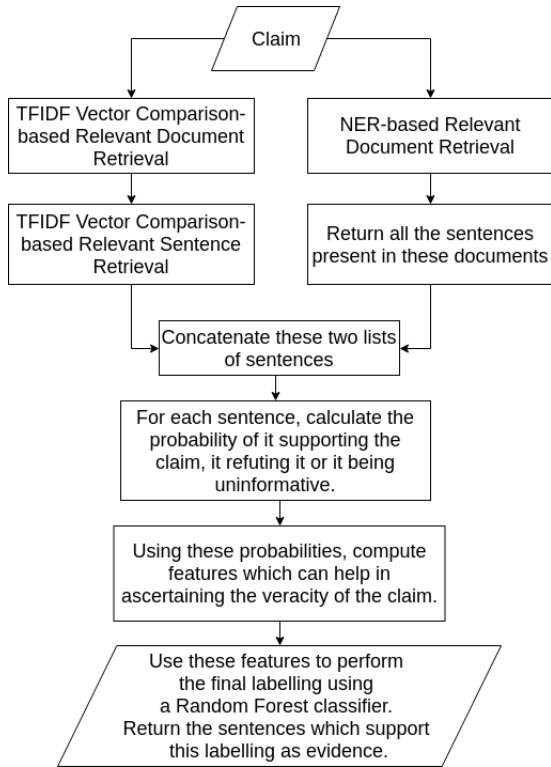 Claim
TFIDF Vector Comparison-
based Relevant Document
Retrieval
NER-based Relevant
Document Retrieval
TFIDF Vector Comparison-
based Relevant Sentence
Retrieval
Return all the sentences
present in these documents
Concatenate these two lists
of sentences
For each sentence, calculate the
probability of it supporting the
claim, it refuting it or it being
uninformative.
Using these probabilities, compute
features which can help in
ascertaining the veracity of the claim.
Use these features to perform
the final labelling using
a Random Forest classifier.
Return the sentences which support
this labelling as evidence.